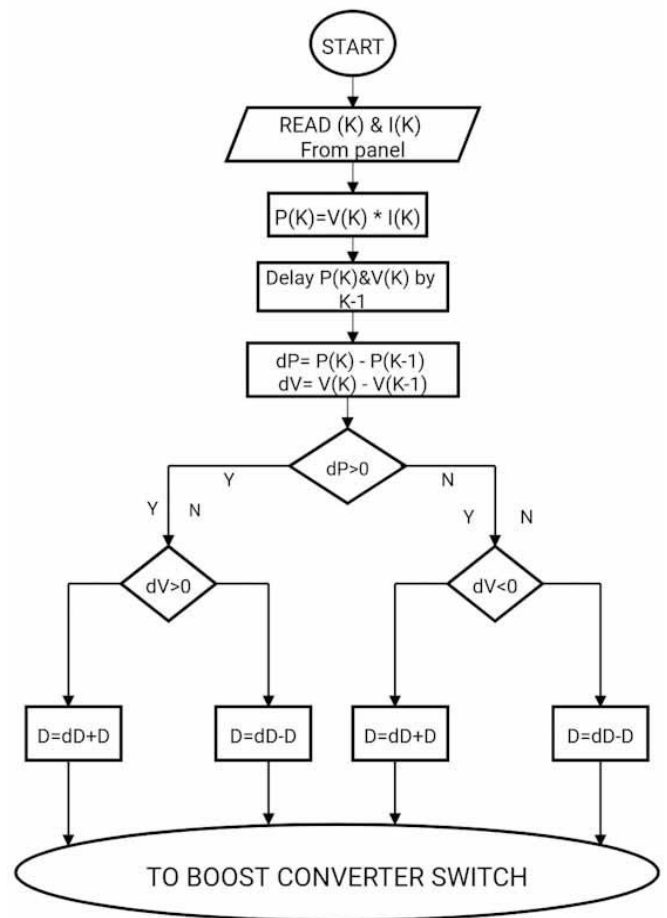 START
READ (K) & I(K)
From panel
P(K)=V(K) * I(K)
Delay P(K)&V(K) by
K-1
dP= P(K) - P(K-1)
dV= V(K) - V(K-1)
dP>0
Y
N
Y
N
Y
N
dV>0
dV<0
D=dD+D
D=dD-D
D=dD+D
D=dD-D
TO BOOST CONVERTER SWITCH